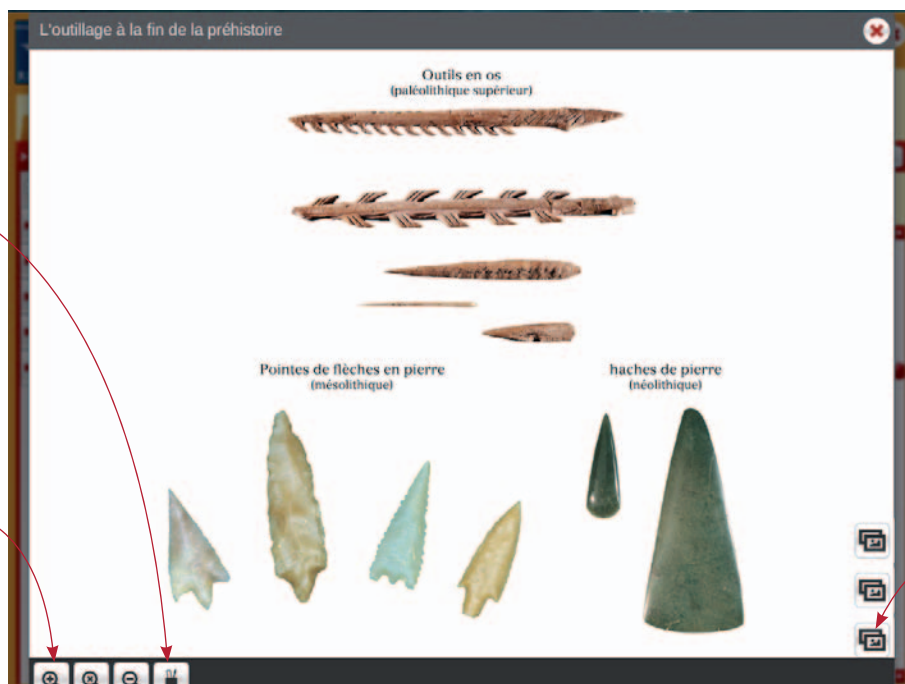 L'outillage à la fin de la préhistoire
Outils en os
(paléolithique supérieur)
Pointes de flèches en pierre
(mésolithique)
haches de pierre
(néolithique)